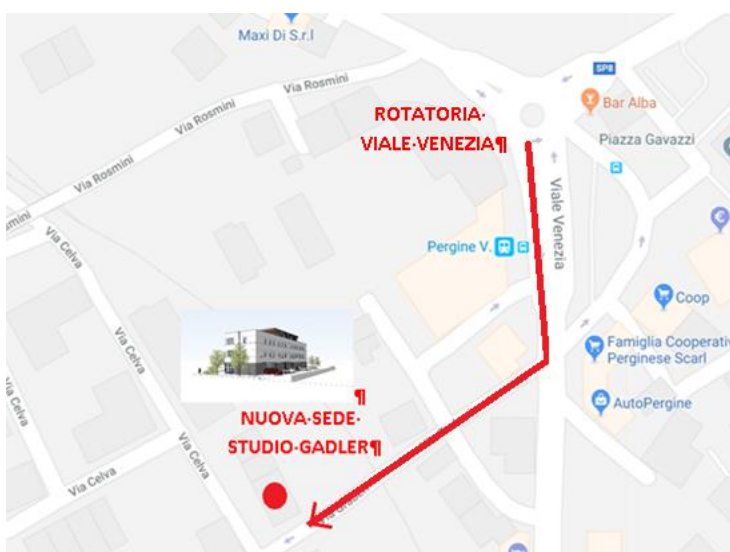 Maxi Di S.r.l
SP8
Via Rosmini
ROTATORIA·
VIALE·VENEZIA¶
Bar Alba
Via Rosmini
Piazza Gavazzi
Via Rosmini
Viale Venezia
Via Celva
Pergine V.
Coop
Famiglia Cooperativ
Perginese Scarl
¶
NUOVA·SEDE·
STUDIO·GADLER¶
AutoPergine
Via Celva
Via Celva
Via Celva